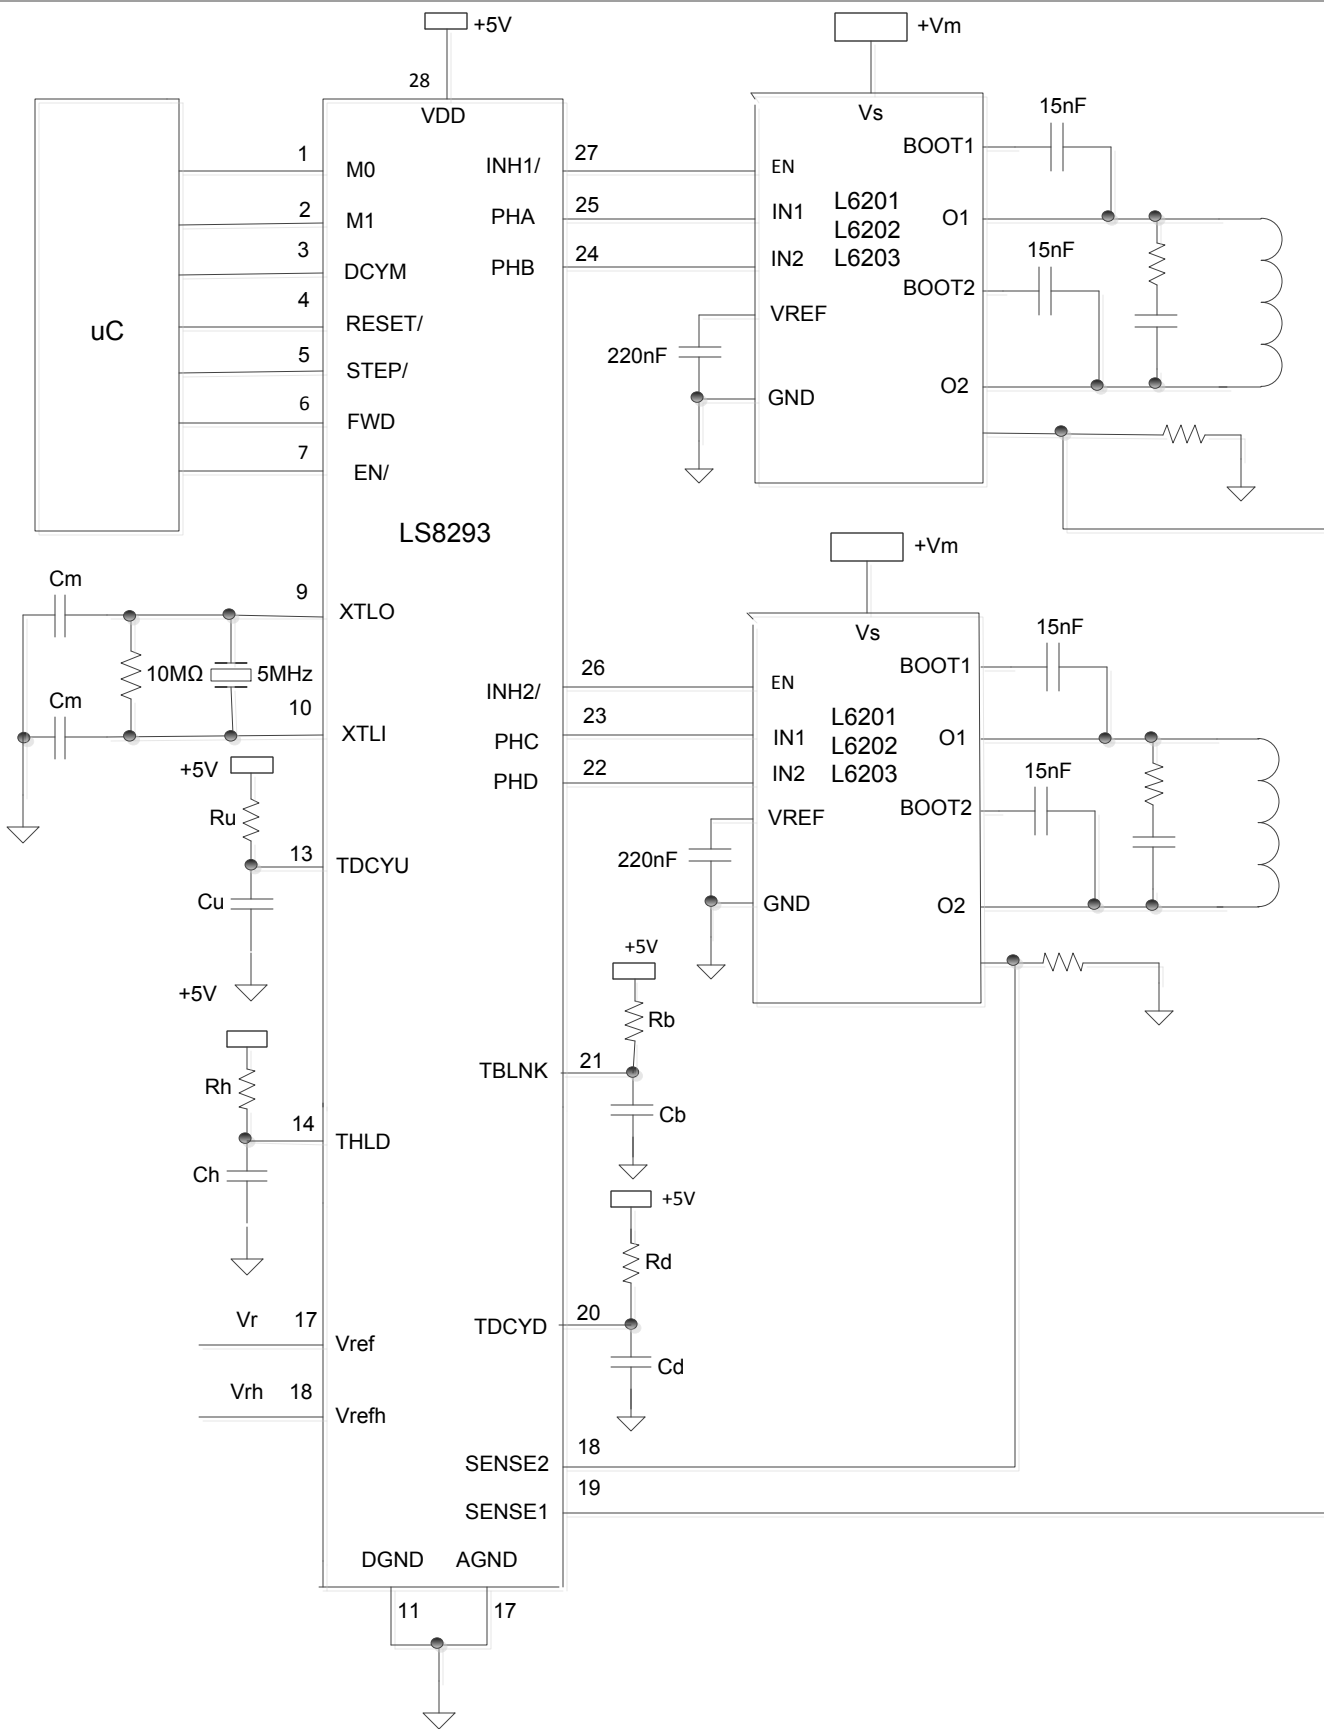 +5V
28
VDD
uC
1
M0
2
M1
3
DCYM
4
RESET/
5
STEP/
6
FWD
7
EN/
LS8293
INH1/
27
PHA
25
PHB
24
+Vm
Vs
EN
IN1
IN2
L6201
L6202
L6203
VREF
220nF
GND
BOOT1
15nF
O1
15nF
BOOT2
O2
Cm
9
XTLO
10MΩ
5MHz
Cm
10
XTLI
INH2/
26
PHC
23
PHD
22
+Vm
Vs
EN
IN1
IN2
L6201
L6202
L6203
VREF
220nF
GND
BOOT1
15nF
O1
15nF
BOOT2
O2
+5V
Ru
13
TDCYU
Cu
+5V
Rh
14
THLD
Ch
+5V
Rb
TBLNK
21
Cb
+5V
Rd
TDCYD
20
Cd
Vr
17
Vref
Vrh
18
Vrefh
SENSE2
18
SENSE1
19
DGND
AGND
11
17